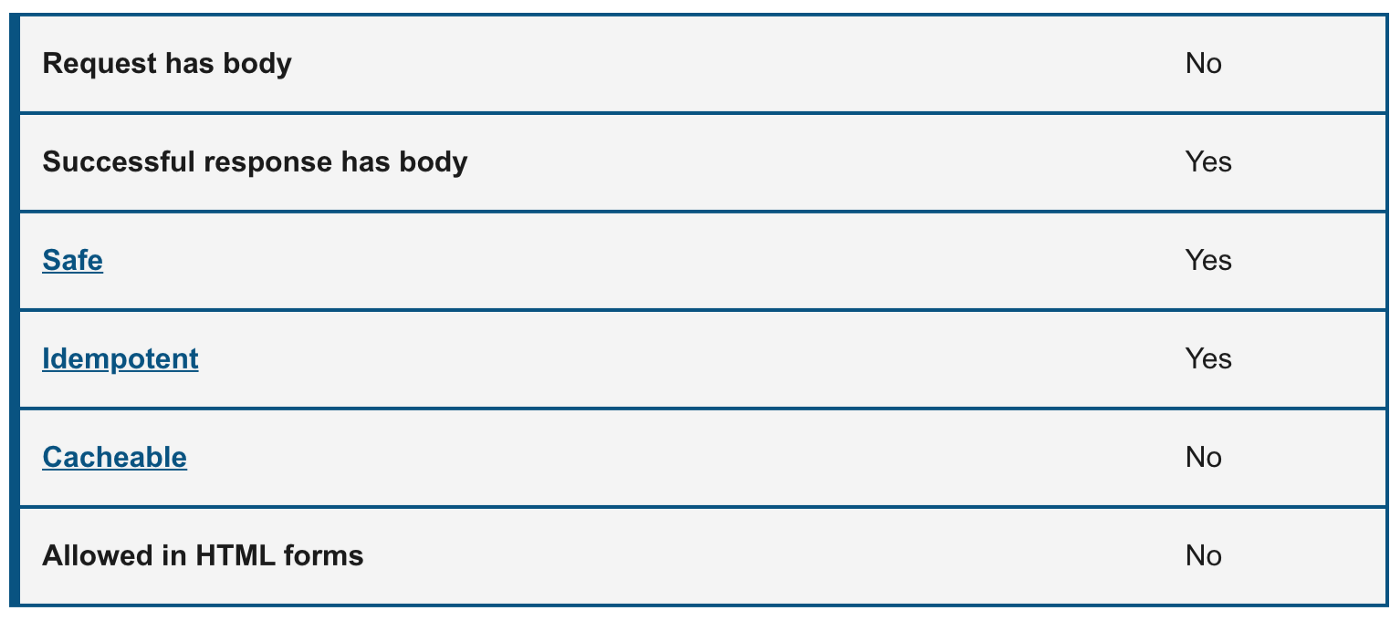 Request has body No
Successful response has body Yes
Safe Yes
Idempotent Yes
Cacheable No
Allowed in HTML forms No